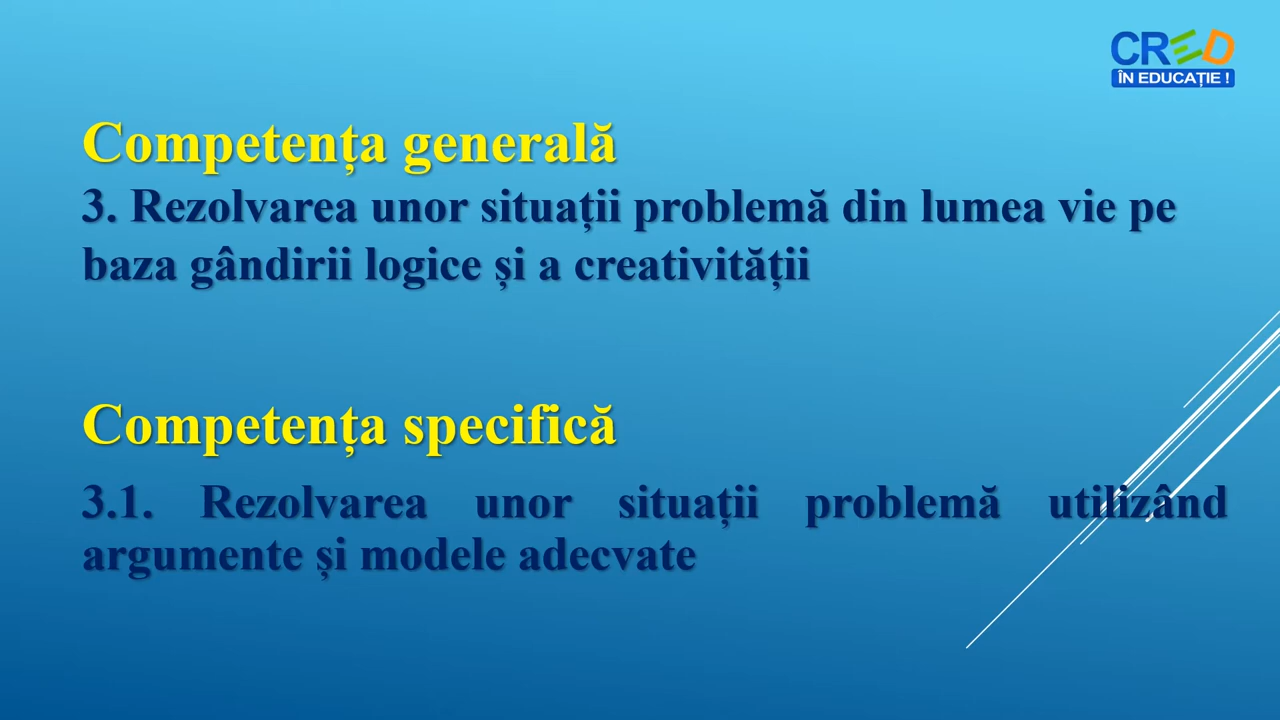 CRED
ÎN EDUCAȚIE !
Competența generală
3. Rezolvarea unor situații problemă din lumea vie pe
baza gândirii logice și a creativității
Competența specifică
3.1. Rezolvarea unor situații problemă utilizând
argumente și modele adecvate